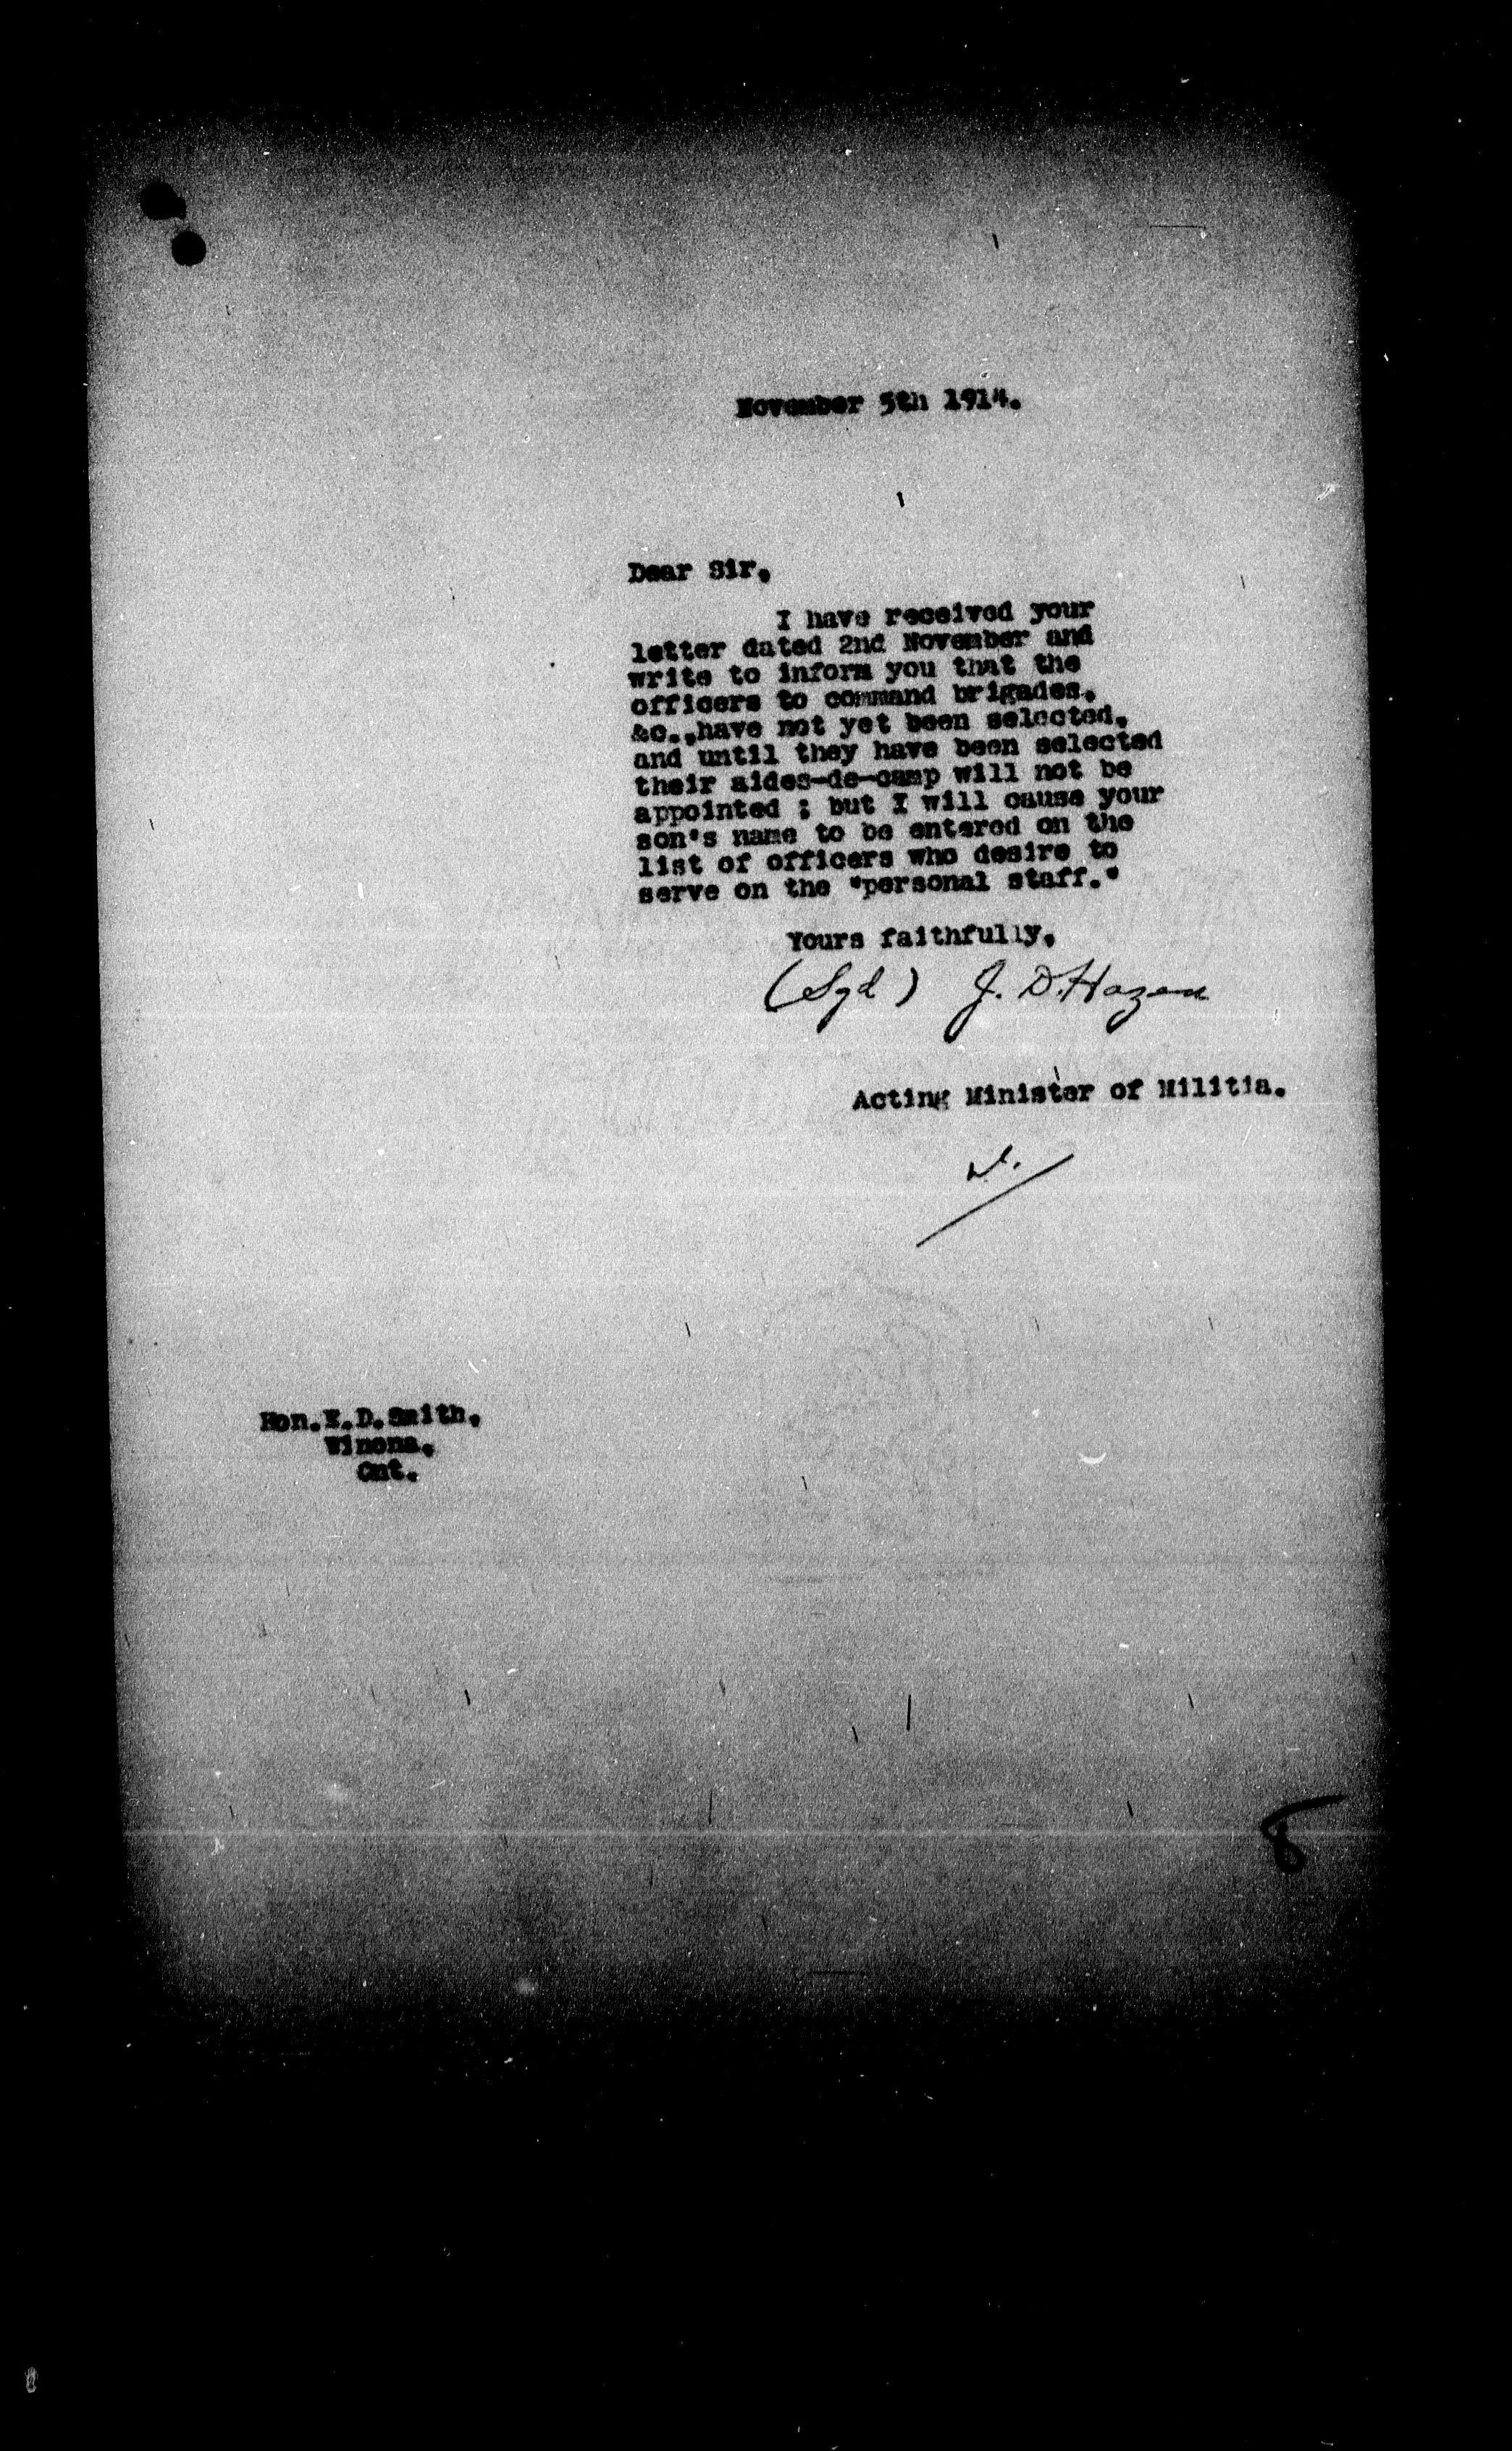 November 5th 1914.
Dear Sir,
I have received your
letter dated 2nd November and
write to inform you that the
officers to command brigades,
&c.,have not yet been selected,
and until they have been selected
their aides-de-camp will not be
appointed ; but I will cause your
son's name to be entered on the
list of officers who desire to
serve on the "personal staff."
Yours faithfully,
(Sgd) J. D. Hazen
Acting Minister of Militia.
Hon.E.D.Smith,
Winona,
Ont.
8